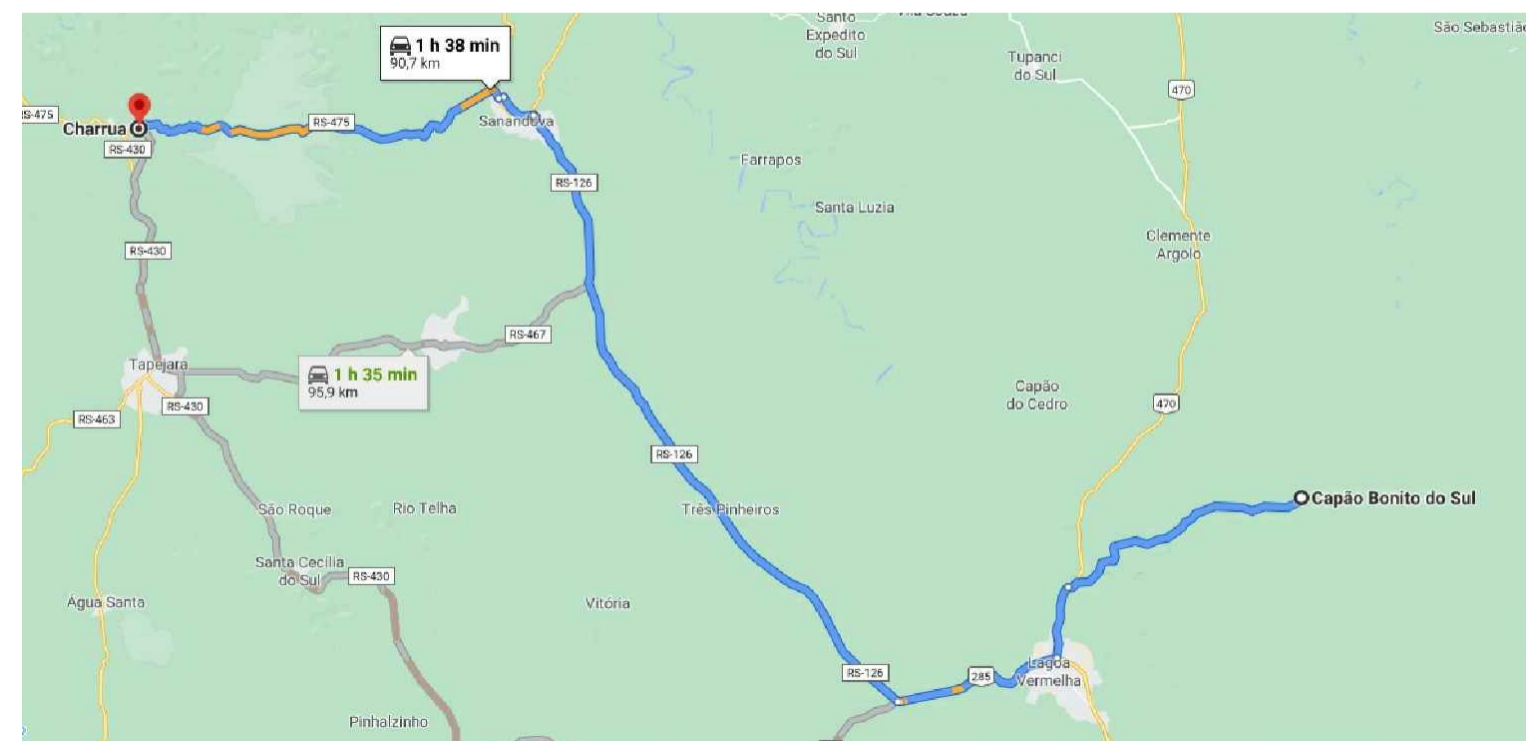 Santo
Expedito
do Sul
São Sebastião
Tupanci
do Sul
1 h 38 min
90,7 km
470
RS-475
Charrua
RS-475
Sananduva
RS-430
Farrapos
RS-126
Santa Luzia
Clemente
Argolo
RS-430
RS-467
Tapejara
1 h 35 min
95,9 km
Capão
do Cedro
470
RS-430
RS-463
RS-126
Capão Bonito do Sul
São Roque
Rio Telha
Três Pinheiros
Santa Cecília
do Sul
RS-430
Água Santa
Vitória
Lagoa
Vermelha
RS-126
285
Pinhalzinho